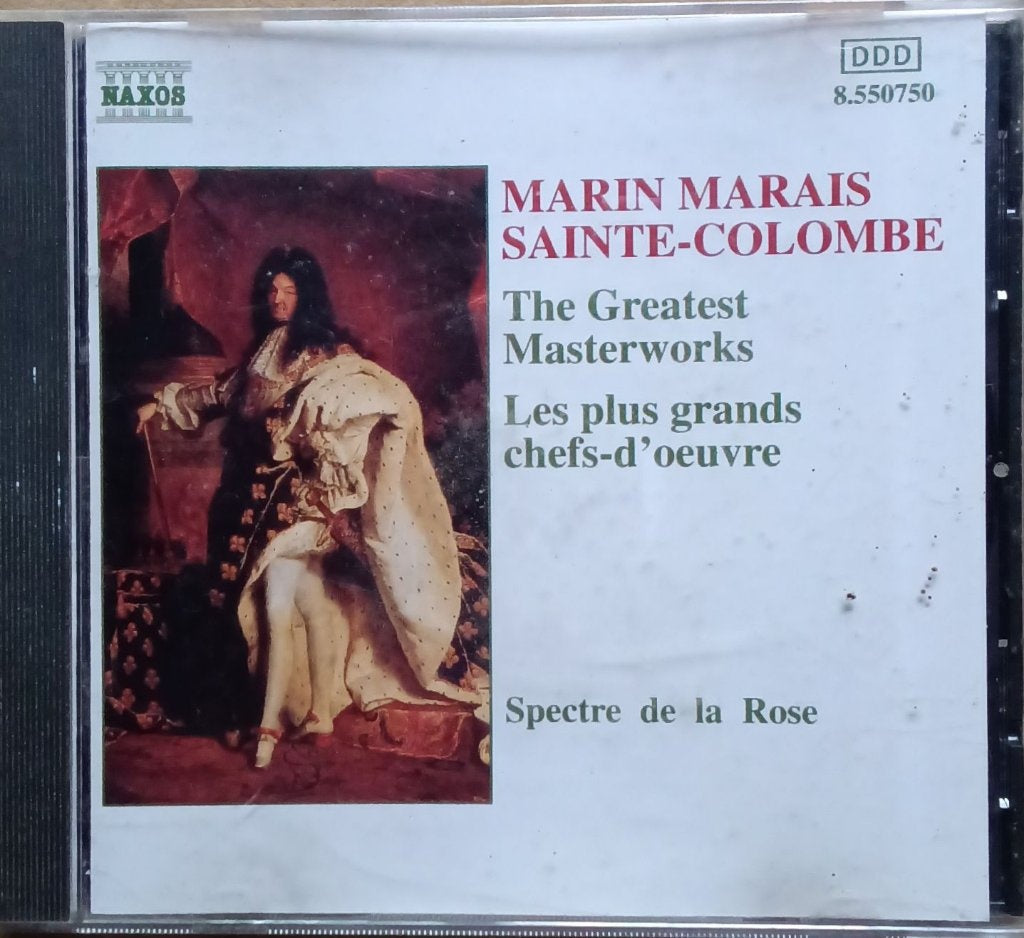 NAXOS
DDD
8.550750
MARIN MARAIS
SAINTE-COLOMBE
The Greatest
Masterworks
Les plus grands
chefs-d'oeuvre
Spectre de la Rose